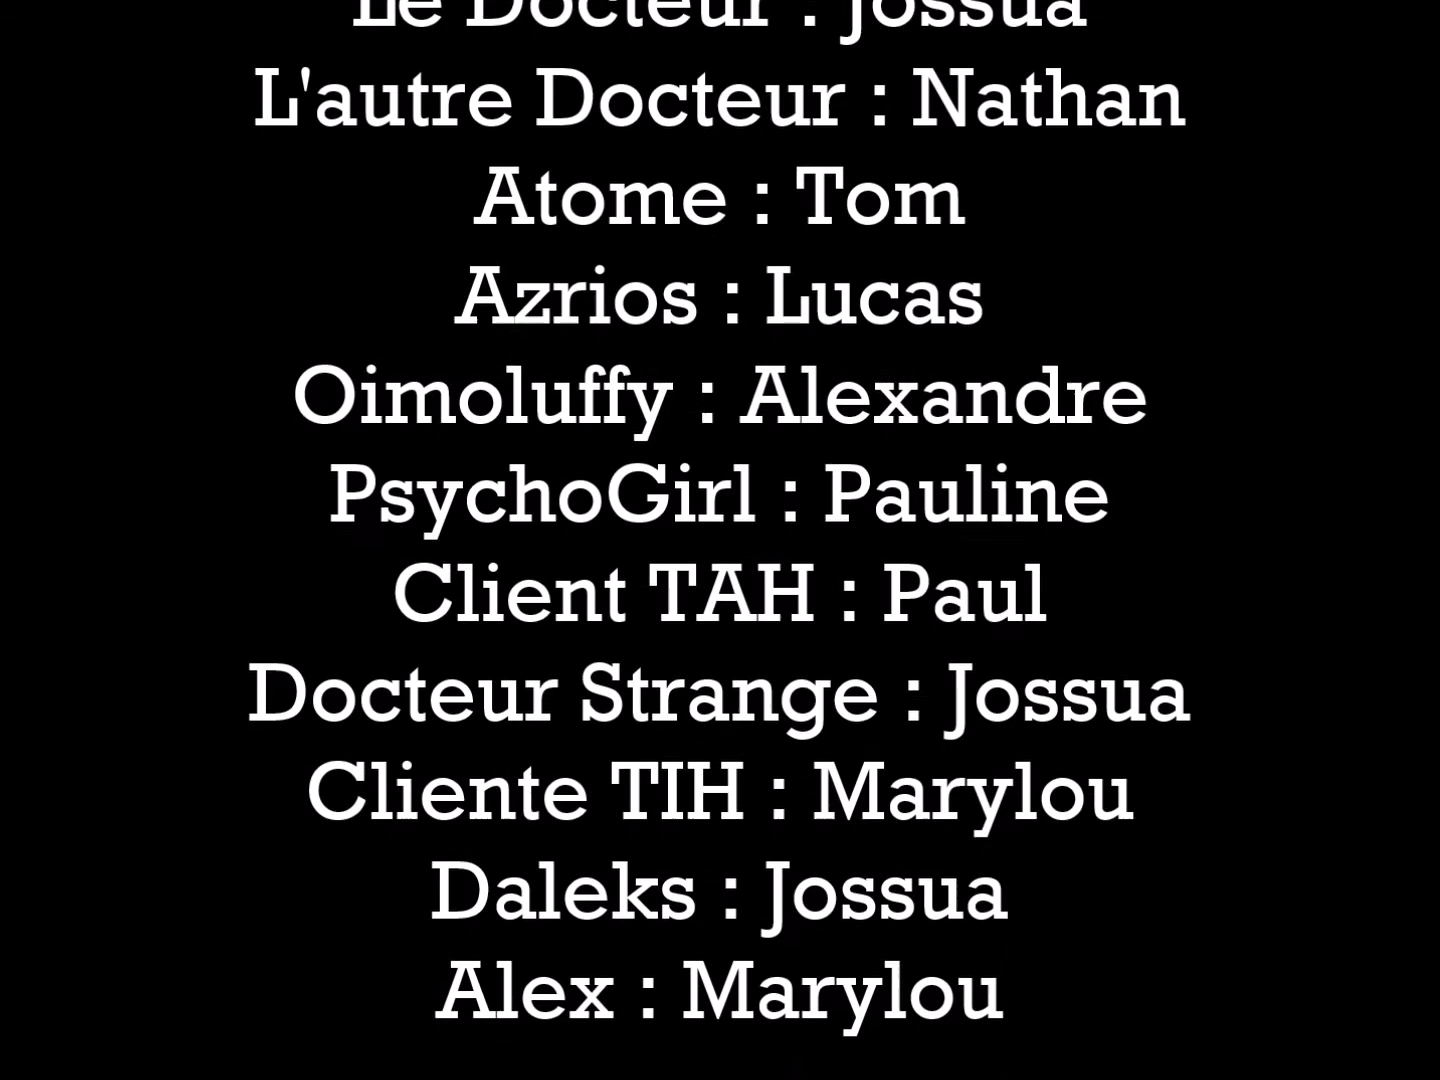 Le Docteur : Jossua
L'autre Docteur : Nathan
Atome : Tom
Azrios : Lucas
Oimoluffy : Alexandre
PsychoGirl : Pauline
Client TAH : Paul
Docteur Strange : Jossua
Cliente TIH : Marylou
Daleks : Jossua
Alex : Marylou